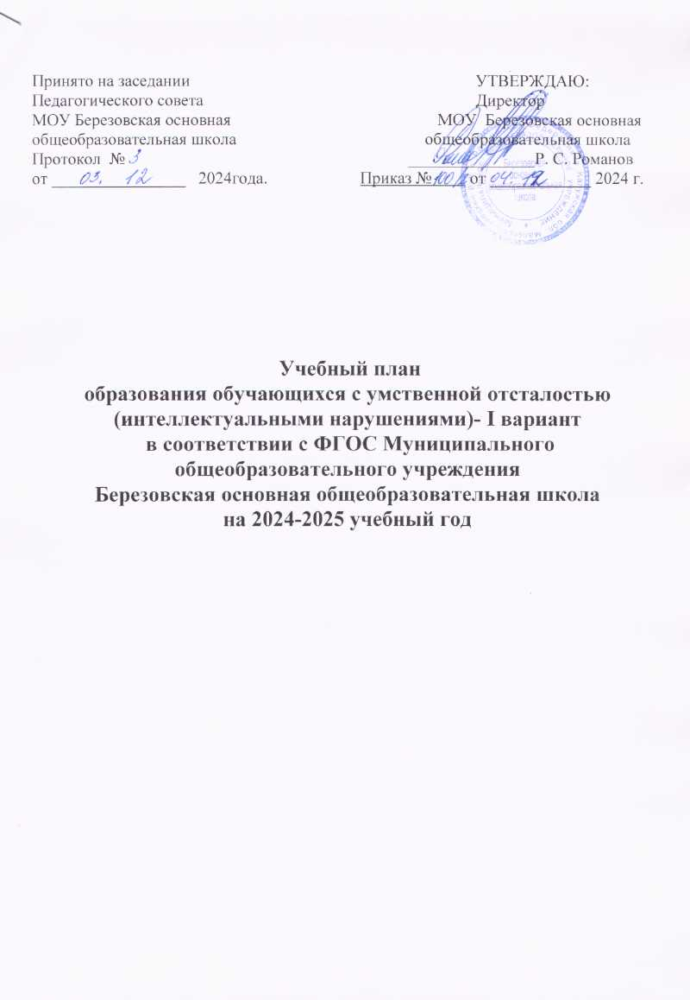 Принято на заседании
Педагогического совета
МОУ Березовская основная
общеобразовательная школа
Протокол № 3
от 03. 12 2024года.
УТВЕРЖДАЮ:
Директор
МОУ Березовская основная
общеобразовательная школа
Р. С. Романов
Приказ № от 04. 12 2024 г.
Учебный план
образования обучающихся с умственной отсталостью
(интеллектуальными нарушениями)- I вариант
в соответствии с ФГОС Муниципального
общеобразовательного учреждения
Березовская основная общеобразовательная школа
на 2024-2025 учебный год